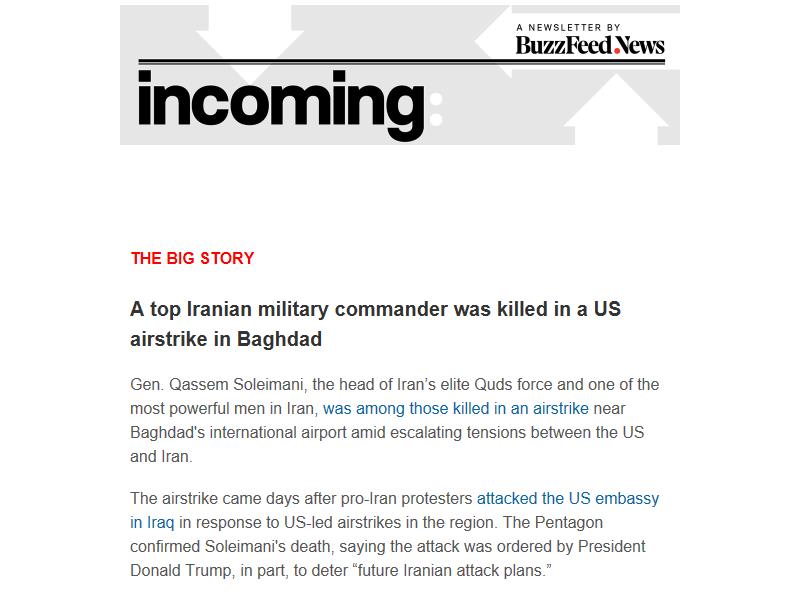 A NEWSLETTER BY
BuzzFeed.News
incoming:
THE BIG STORY
A top Iranian military commander was killed in a US
airstrike in Baghdad
Gen. Qassem Soleimani, the head of Iran’s elite Quds force and one of the
most powerful men in Iran, was among those killed in an airstrike near
Baghdad's international airport amid escalating tensions between the US
and Iran.
The airstrike came days after pro-Iran protesters attacked the US embassy
in Iraq in response to US-led airstrikes in the region. The Pentagon
confirmed Soleimani's death, saying the attack was ordered by President
Donald Trump, in part, to deter “future Iranian attack plans.”